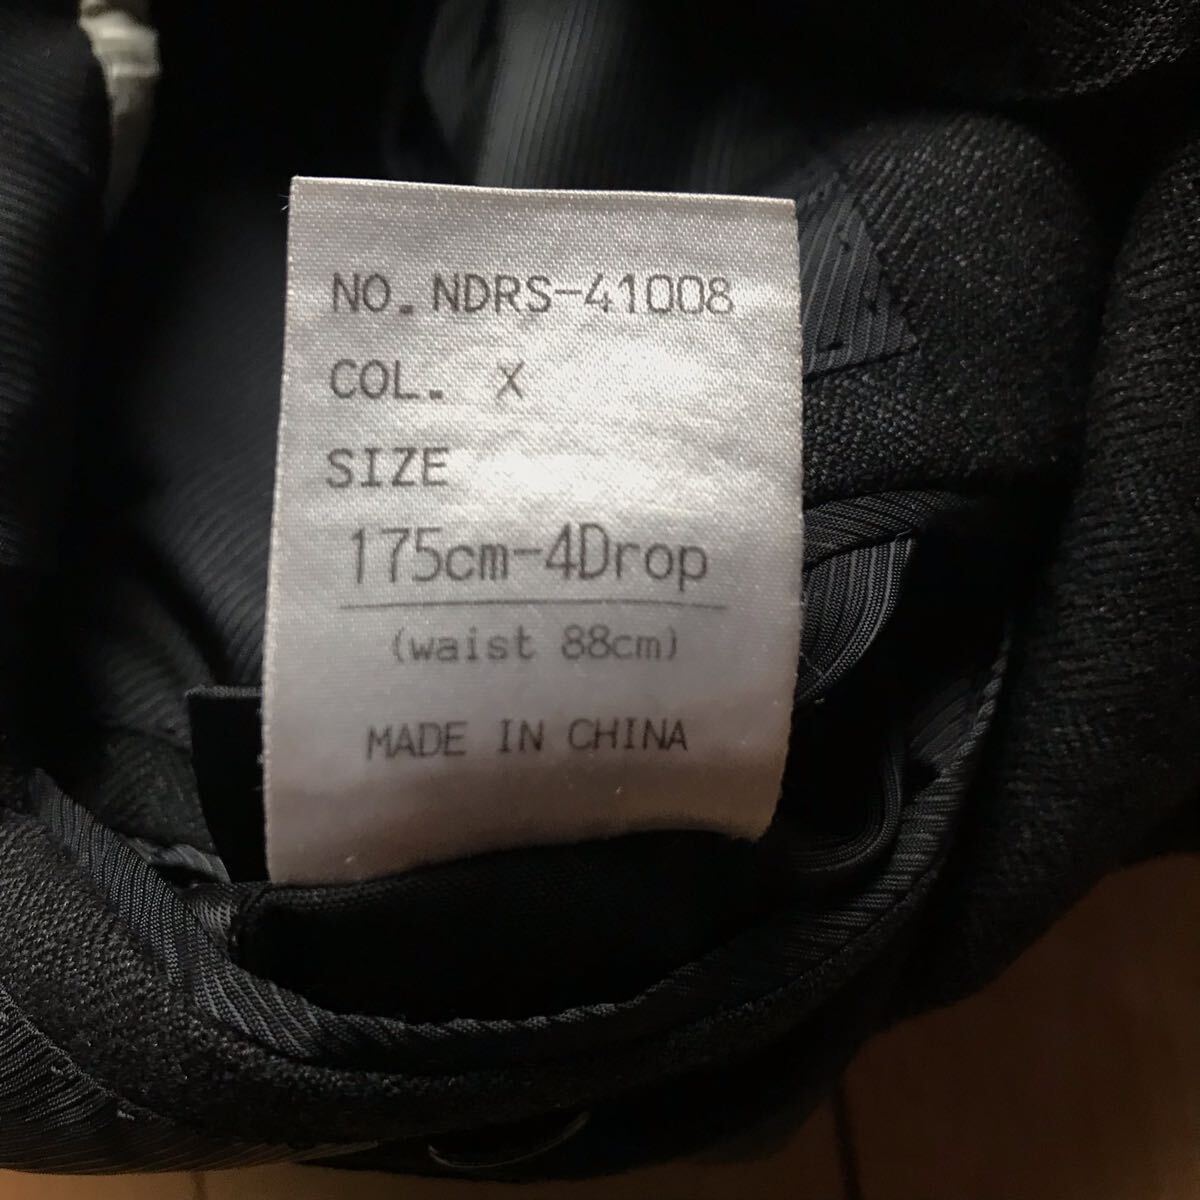 NO. NDRS-41008
COL. X
SIZE
175cm-4Drop
(waist 88cm)
MADE IN CHINA